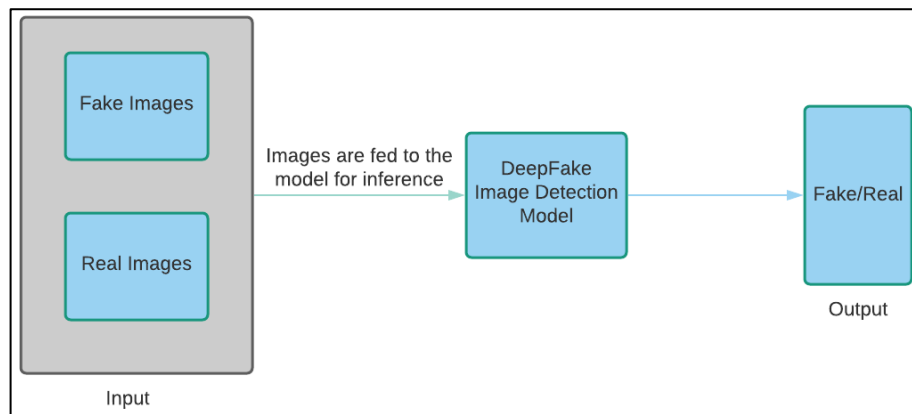 Fake Images
Real Images
Input
Images are fed to the
model for inference
DeepFake
Image Detection
Model
Fake/Real
Output